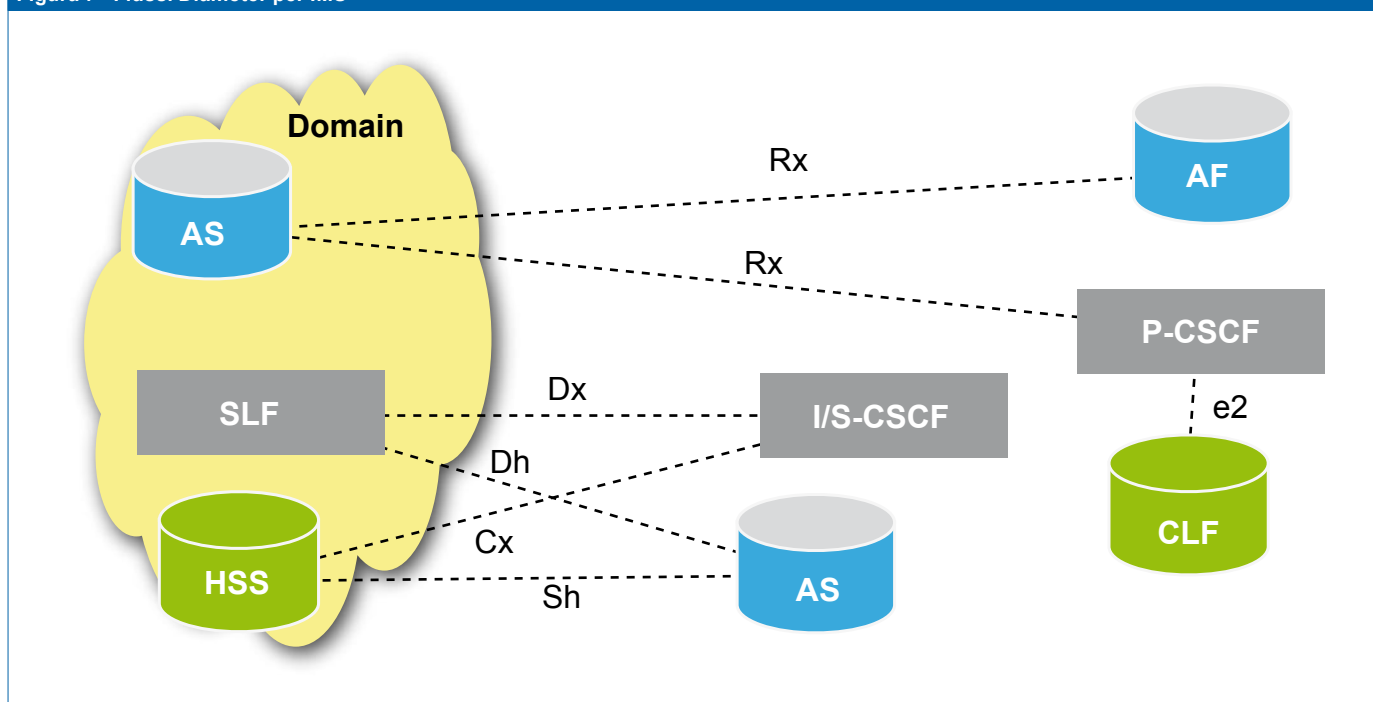 Domain
AS
Rx
AF
Rx
P-CSCF
e2
SLF
Dx
I/S-CSCF
Dh
CLF
HSS
Cx
Sh
AS